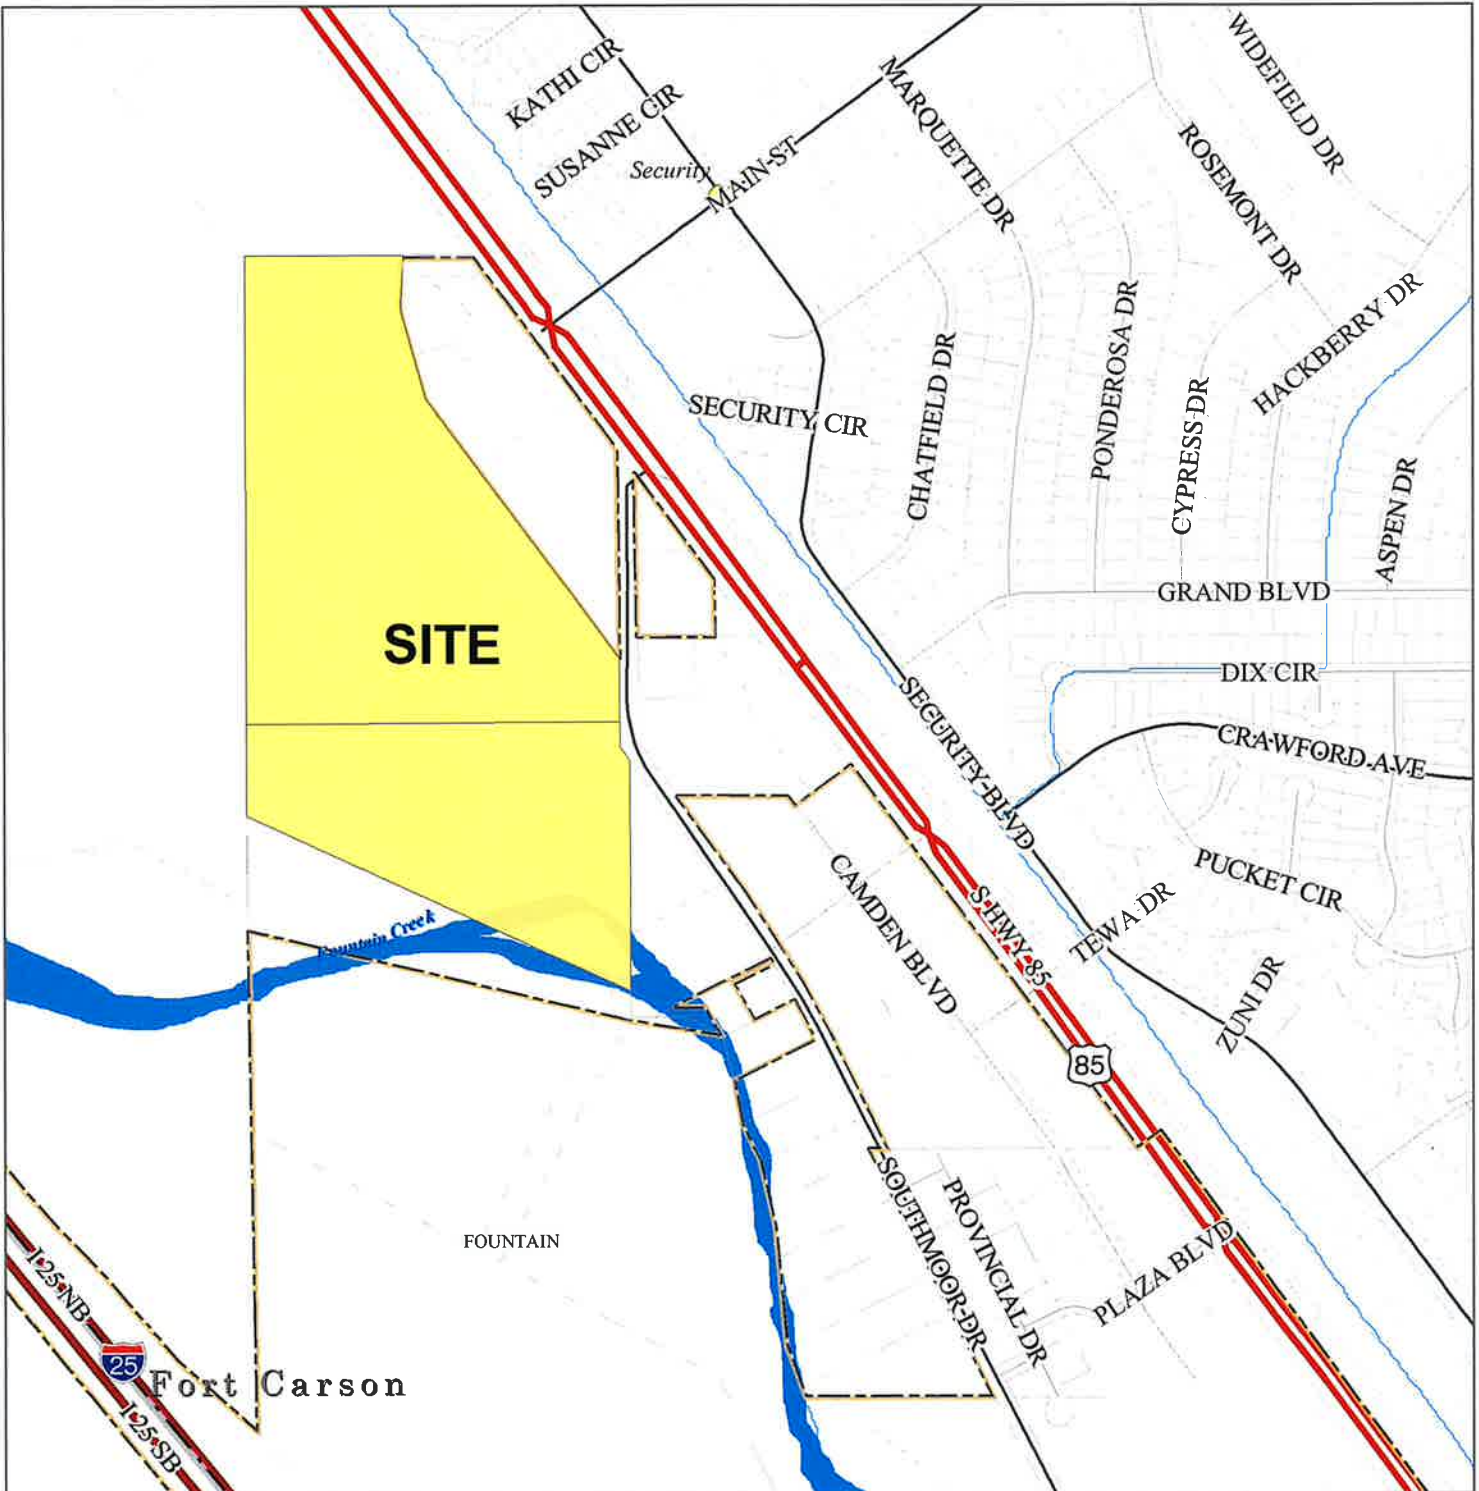 WIDEFIELD DR
KATHI CIR
SUSANNE CIR
MARQUETTE DR
ROSEMONT DR
Security
MAIN ST
HACKBERRY DR
PONDEROSA DR
CHATFIELD DR
CYPRESS DR
SECURITY CIR
ASPEN DR
GRAND BLVD
SITE
DIX CIR
SECURITY BLVD
CRAWFORD AVE
PUCKET CIR
CAMDEN BLVD
S HWY 85
TEWA DR
Fountain Creek
ZUNI DR
85
SOUTHMOOR DR
PROVINCIAL DR
FOUNTAIN
PLAZA BLVD
I 25 NB
25
Fort Carson
I 25 SB